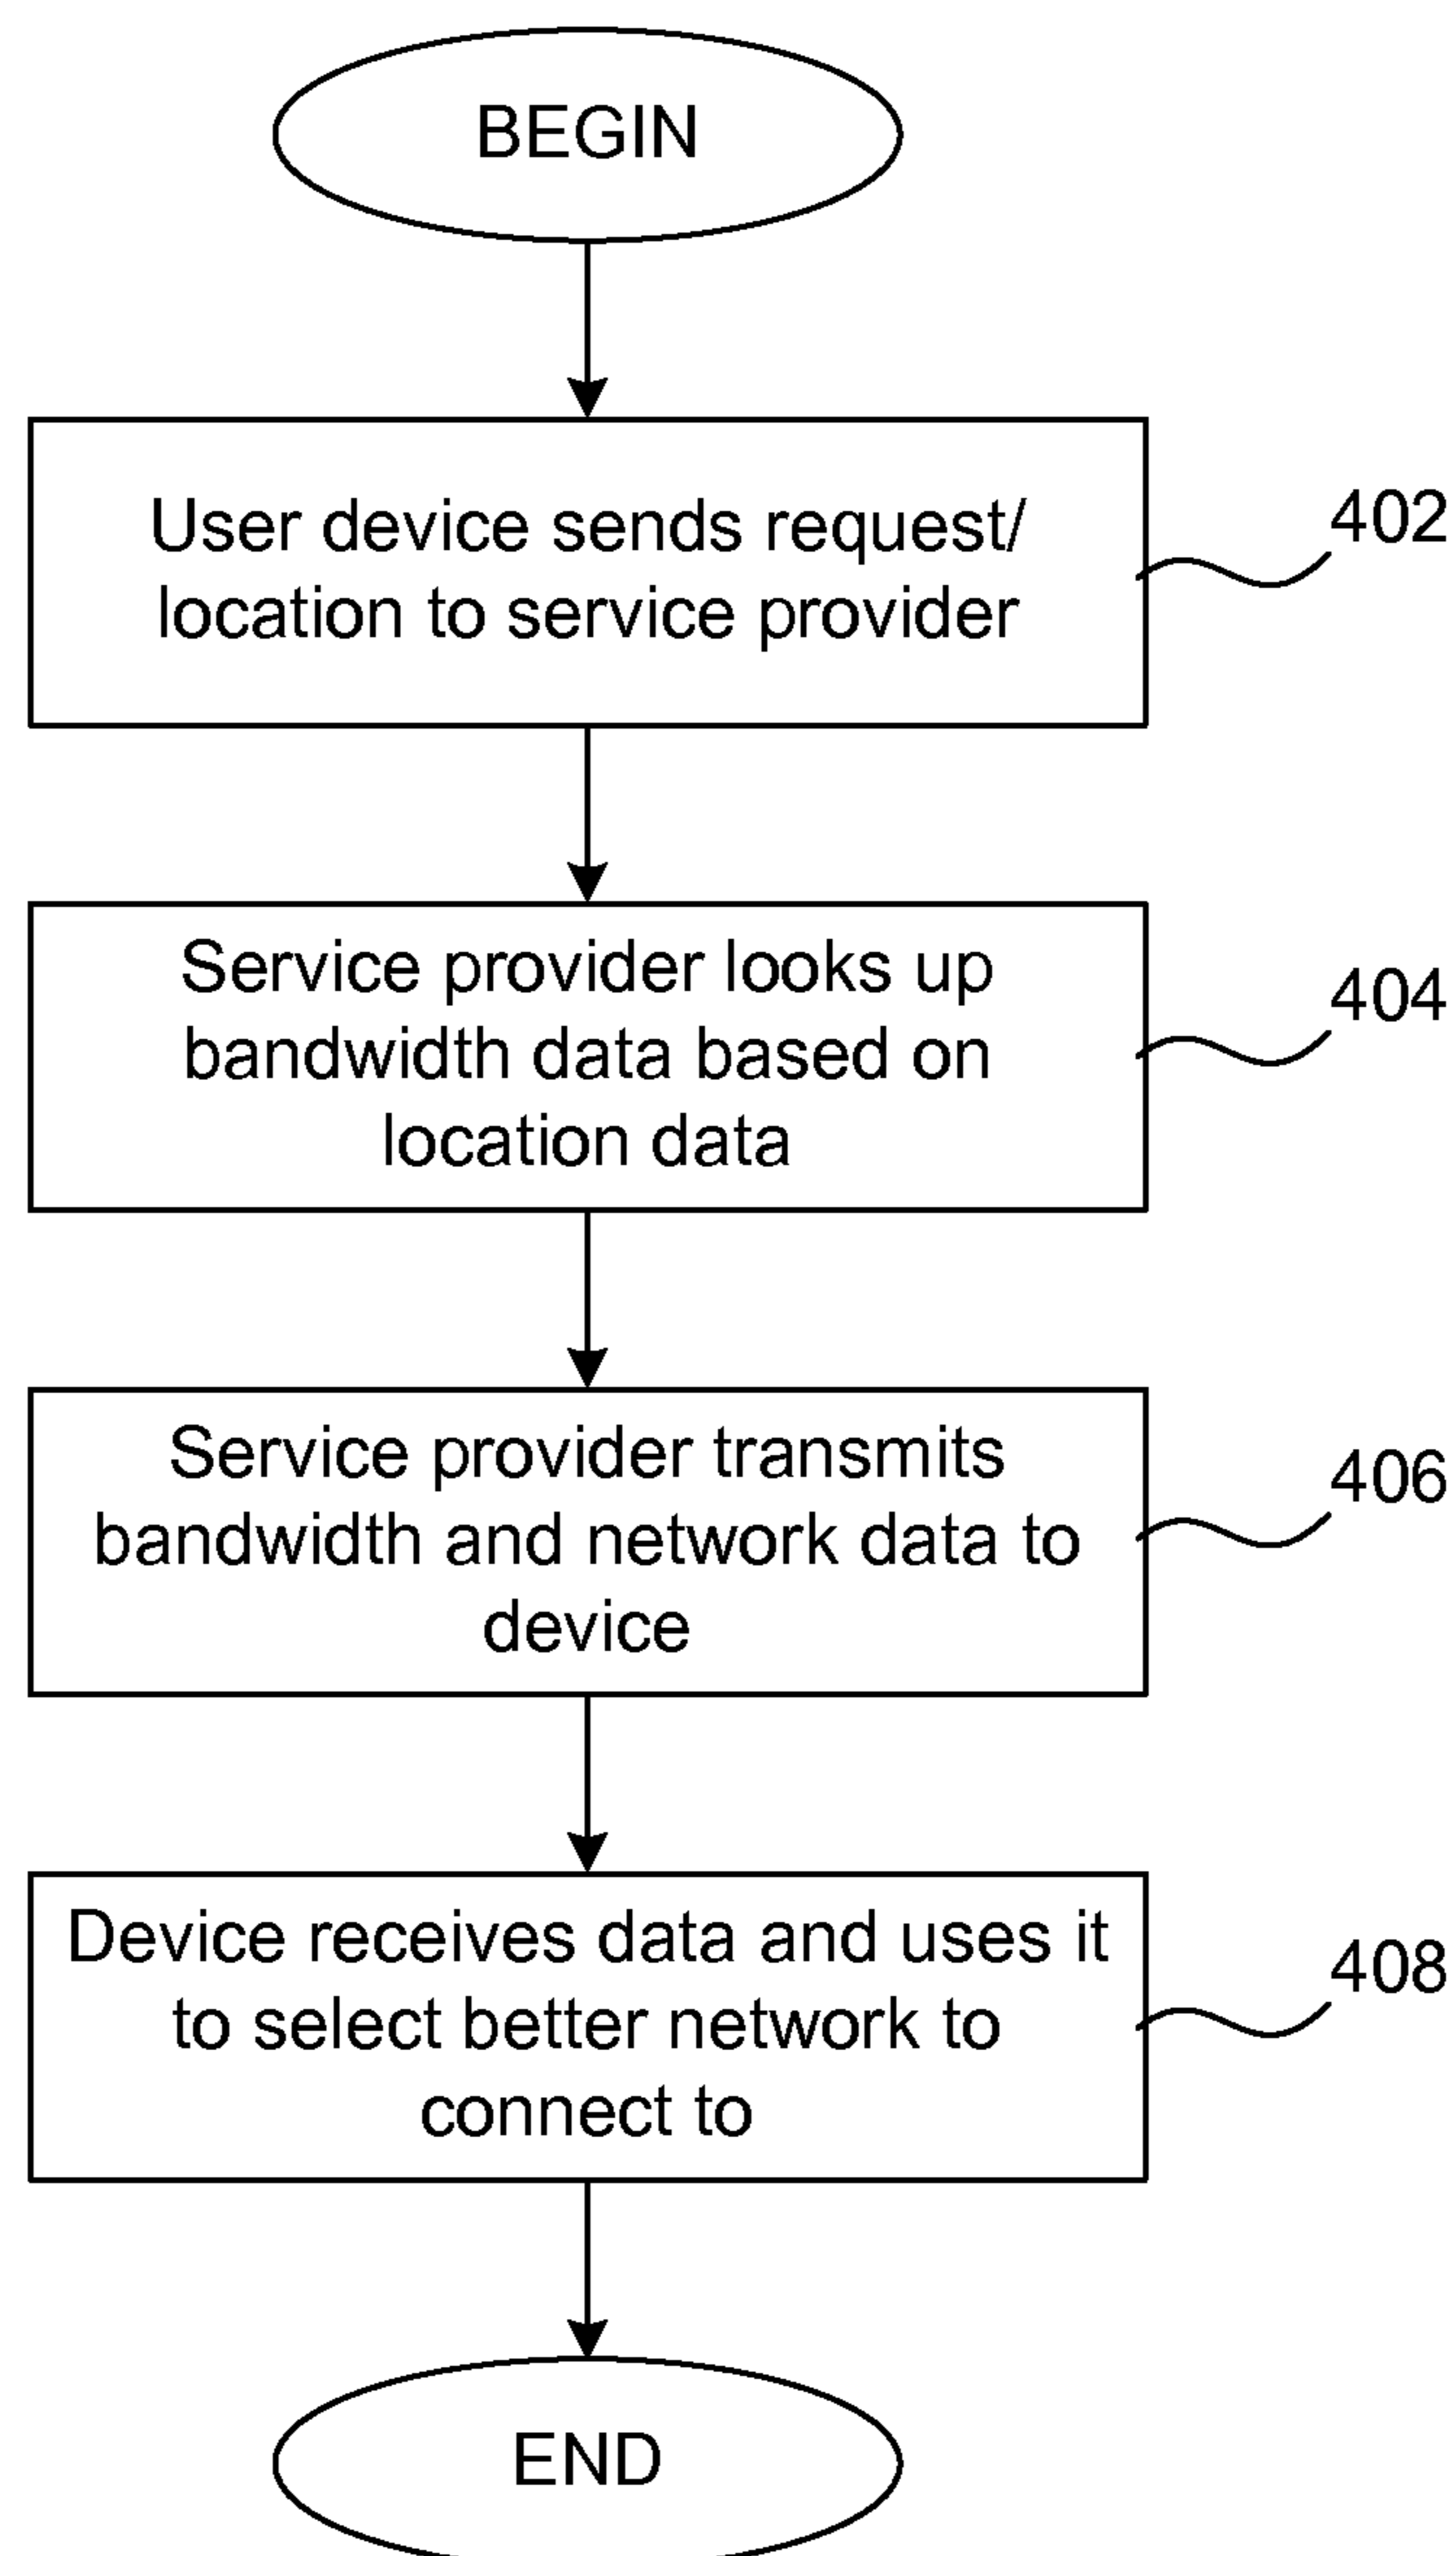 BEGIN
User device sends request/
location to service provider
402
Service provider looks up
bandwidth data based on
location data
404
Service provider transmits
bandwidth and network data to
device
406
Device receives data and uses it
to select better network to
connect to
408
END